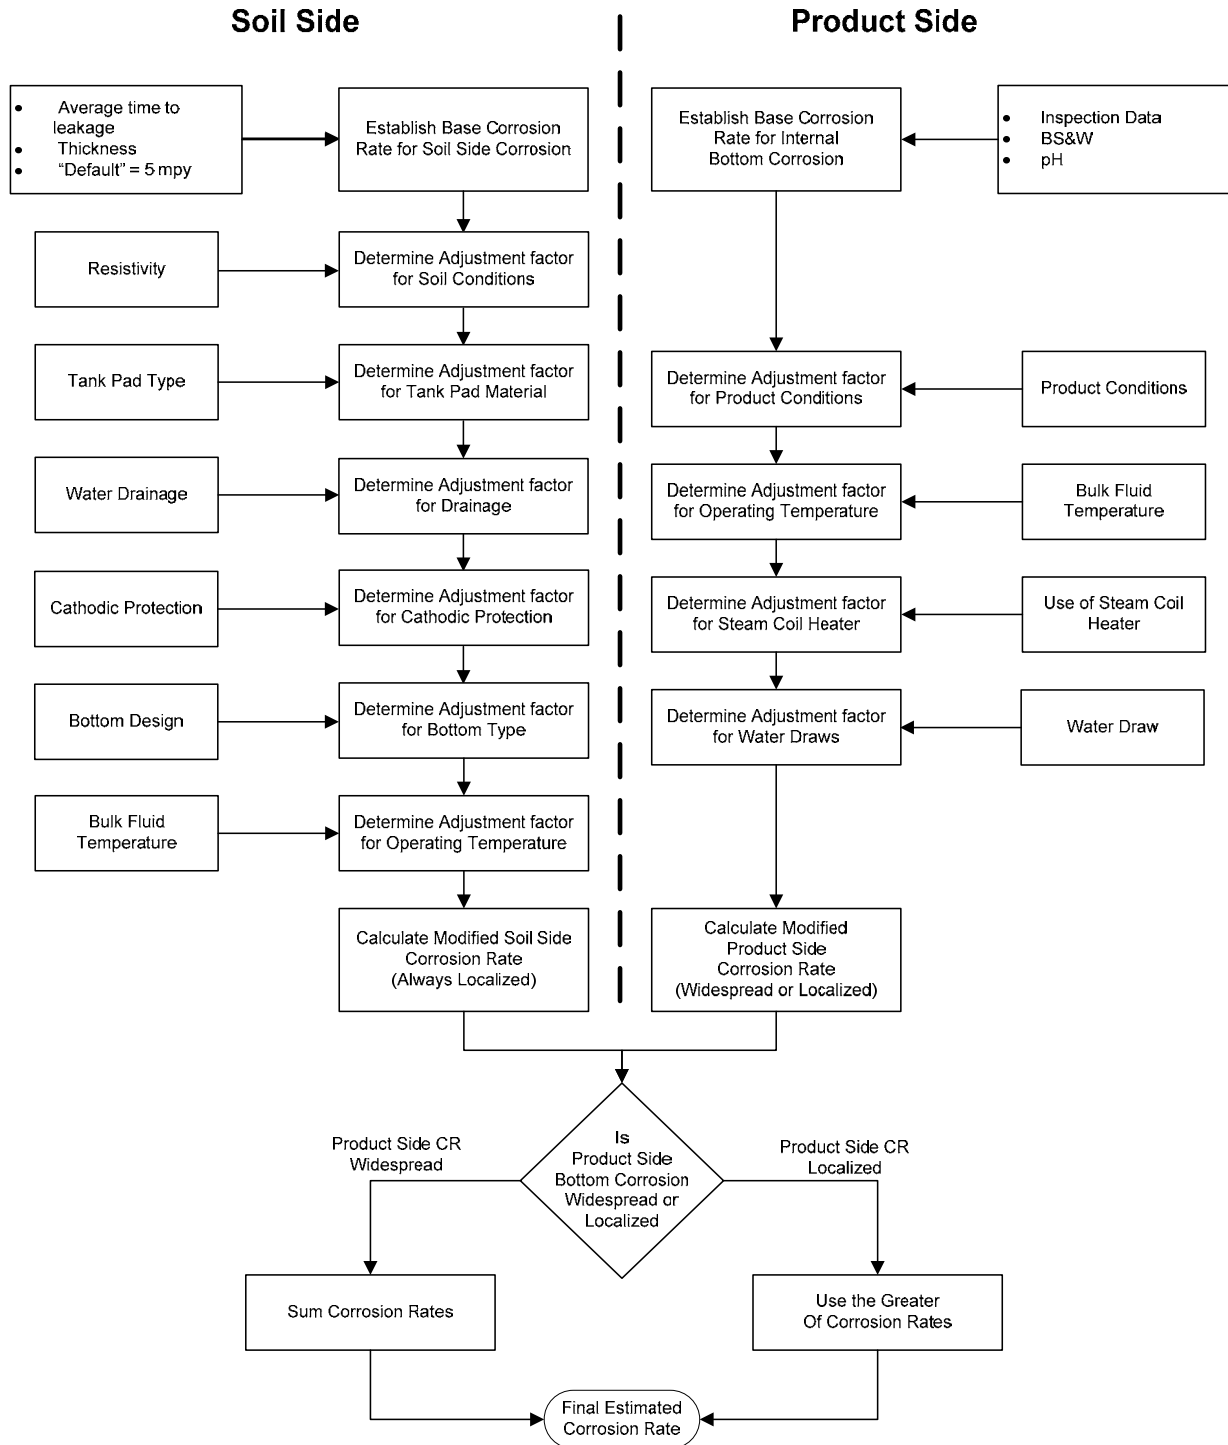 Soil Side
Product Side
• Average time to
leakage
• Thickness
• “Default” = 5 mpy
Establish Base Corrosion
Rate for Soil Side Corrosion
Establish Base Corrosion
Rate for Internal
Bottom Corrosion
• Inspection Data
• BS&W
• pH
Resistivity
Determine Adjustment factor
for Soil Conditions
Tank Pad Type
Determine Adjustment factor
for Tank Pad Material
Determine Adjustment factor
for Product Conditions
Product Conditions
Water Drainage
Determine Adjustment factor
for Drainage
Determine Adjustment factor
for Operating Temperature
Bulk Fluid
Temperature
Cathodic Protection
Determine Adjustment factor
for Cathodic Protection
Determine Adjustment factor
for Steam Coil Heater
Use of Steam Coil
Heater
Bottom Design
Determine Adjustment factor
for Bottom Type
Determine Adjustment factor
for Water Draws
Water Draw
Bulk Fluid
Temperature
Determine Adjustment factor
for Operating Temperature
Calculate Modified Soil Side
Corrosion Rate
(Always Localized)
Calculate Modified
Product Side
Corrosion Rate
(Widespread or Localized)
Product Side CR
Widespread
Is
Product Side
Bottom Corrosion
Widespread or
Localized
Product Side CR
Localized
Sum Corrosion Rates
Use the Greater
Of Corrosion Rates
Final Estimated
Corrosion Rate